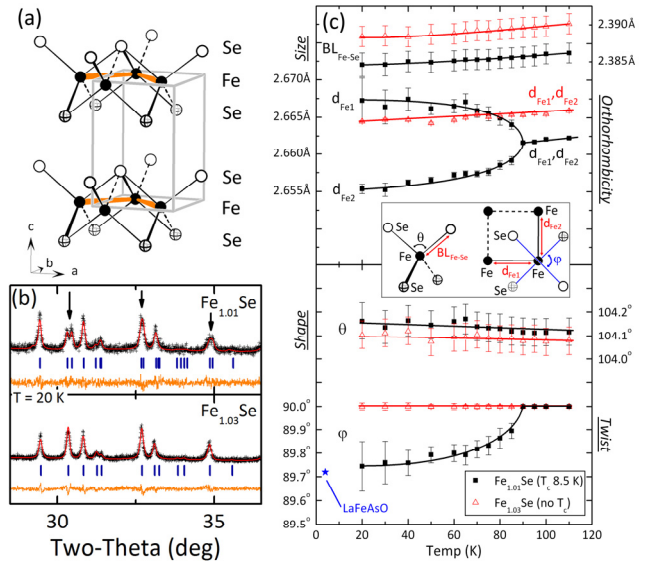 (a)
Se
Fe
Se
Se
Fe
Se
c
b
a
(b)
Fe1.01Se
T = 20 K
Fe1.03Se
30
35
Two-Theta (deg)
(c)
Size
2.390Å
BLFe-Se
2.385Å
2.670Å
dFe1
dFe1,dFe2
2.665Å
2.660Å
dFe1,dFe2
2.655Å
dFe2
Orthorhombicity
Se
θ
Fe
BLFe-Se
Fe
Se
dFe2
φ
Fe
dFe1
Fe
Se
Shape
θ
104.2°
104.1°
104.0°
90.0°
89.9°
φ
89.8°
89.7°
89.6°
89.5°
Twist
LaFeAsO
Fe1.01Se (Tc 8.5 K)
Fe1.03Se (no Tc)
0
20
40
60
80
100
Temp (K)